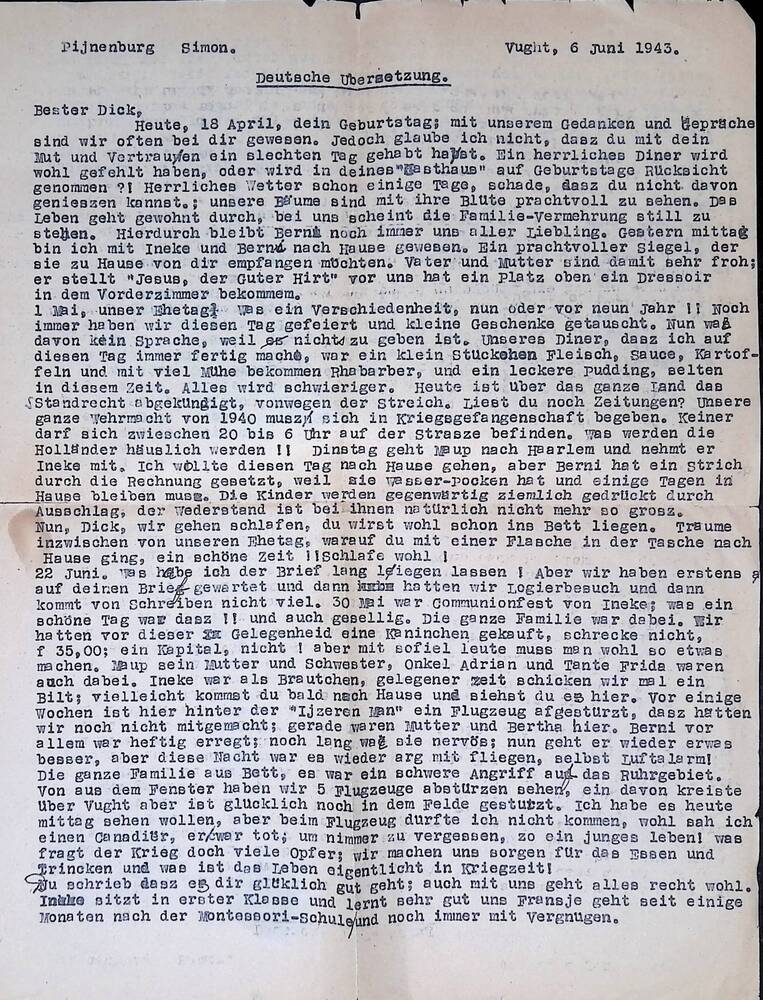 Pijnenburg Simon. Vught, 6 Juni 1943.
Deutsche Ubersetzung.
Bester Dick,
Heute, 18 April, dein Geburtstag; mit unserem Gedanken und Gepräche
sind wir often bei dir gewesen. Jedoch glaube ich nicht, dasz du mit dein
Mut und Vertrauen ein slechten Tag gehabt hast. Ein herrliches Diner wird
wohl gefehlt haben, oder wird in deines "Gasthaus" auf Geburtstage Rücksicht
genommen ?! Herrliches Wetter schon einige Tage, schade, dasz du nicht davon
genieszen kannst.; unsere Bäume sind mit ihre Blüte prachtvoll zu sehen. Das
Leben geht gewohnt durch, bei uns scheint die Familie-Vermehrung still zu
stehen. Hierdurch bleibt Berni noch immer uns aller Liebling. Gestern mittag
bin ich mit Ineke und Berni nach Hause gewesen. Ein prachtvoller Siegel, der
sie zu Hause von dir empfangen möchten. Vater und Mutter sind damit sehr froh;
er stellt "Jesus, der Guter Hirt" vor uns hat ein Platz oben ein Dressoir
in dem Vorderzimmer bekommem.
1 Mai, unser Ehetag! Was ein Verschiedenheit, nun oder vor neun Jahr !! Noch
immer haben wir diesen Tag gefeiert und kleine Geschenke getauscht. Nun was
davon kein Sprache, weil es nichts zu geben ist. Unseres Diner, dasz ich auf
diesen Tag immer fertig mache, war ein klein Stückchen Fleisch, Sauce, Kartof-
feln und mit viel Mühe bekommen Rhabarber, und ein leckere Pudding, selten
in diesem Zeit. Alles wird schwieriger. Heute ist über das ganze Land das
Standrecht abgekündigt, vonwegen der Streich. Liest du noch Zeitungen? Unsere
ganze Wehrmacht von 1940 musz sich in Kriegsgefangenschaft begeben. Keiner
darf sich zwieschen 20 bis 6 Uhr auf der Strasze befinden. Was werden die
Holländer häuslich werden !! Dinstag geht Maup nach Haarlem und nehmt er
Ineke mit. Ich wollte diesen Tag nach Hause gehen, aber Berni hat ein Strich
durch die Rechnung gesetzt, weil sie Wasser-pocken hat und einige Tagen in
Hause bleiben musz. Die Kinder werden gegenwärtig ziemlich gedrückt durch
Ausschlag, der Wederstand ist bei ihnen natürlich nicht mehr so grosz.
Nun, Dick, wir gehen schlafen, du wirst wohl schon ins Bett liegen. Träume
inzwischen von unseren Ehetag, warauf du mit einer Flasche in der Tasche nach
Hause ging, ein schöne Zeit !!Schlafe wohl !
22 Juni. Was habe ich der Brief lang liegen lassen ! Aber wir haben erstens
auf deinen Brief gewartet und dann hatten wir Logierbesuch und dann
kommt von Schreiben nicht viel. 30 Mai war Communionfest von Ineke; was ein
schöne Tag war dasz !! und auch gesellig. Die ganze Familie war dabei. Wir
hatten vor dieser Gelegenheit eine Kaninchen gekauft, schrecke nicht,
f 35,00; ein Kapital, nicht ! aber mit sofiel leute muss man wohl so etwas
machen. Maup sein Mutter und Schwester, Onkel Adrian und Tante Frida waren
auch dabei. Ineke war als Brautchen, gelegener zeit schicken wir mal ein
Bilt; vielleicht kommst du bald nach Hause und siehst du es hier. Vor einige
Wochen ist hier hinter der "Ijzeren Man" ein Flugzeug afgestürzt, dasz hatten
wir noch nicht mitgemacht; gerade waren Mutter und Bertha hier. Berni vor
allem war heftig erregt; noch lang was sie nervös; nun geht er wieder erwas
besser, aber diese Nacht war es wieder arg mit fliegen, selbst Luftalarm!
Die ganze Familie aus Bett, es war ein schwere Angriff auf das Ruhrgebiet.
Von aus dem Fenster haben wir 5 Flugzeuge abstürzen sehen, ein davon kreiste
über Vught aber ist glücklich noch in dem Felde gestutzt. Ich habe es heute
mittag sehen wollen, aber beim Flugzeug dürfte ich nicht kommen, wohl sah ich
einen Canadiër, er war tot; um nimmer zu vergessen, zo ein junges leben! was
fragt der Krieg doch viele Opfer; wir machen uns sorgen für das Essen und
Trincken und was ist das Leben eigentlicht in Kriegzeit!
Du schrieb dasz es dir glüklich gut geht; auch mit uns geht alles recht wohl.
Ineke sitzt in erster Klasse und lernt sehr gut uns Fransje geht seit einige
Monaten nach der Montessori-Schule und noch immer mit Vergnugen.